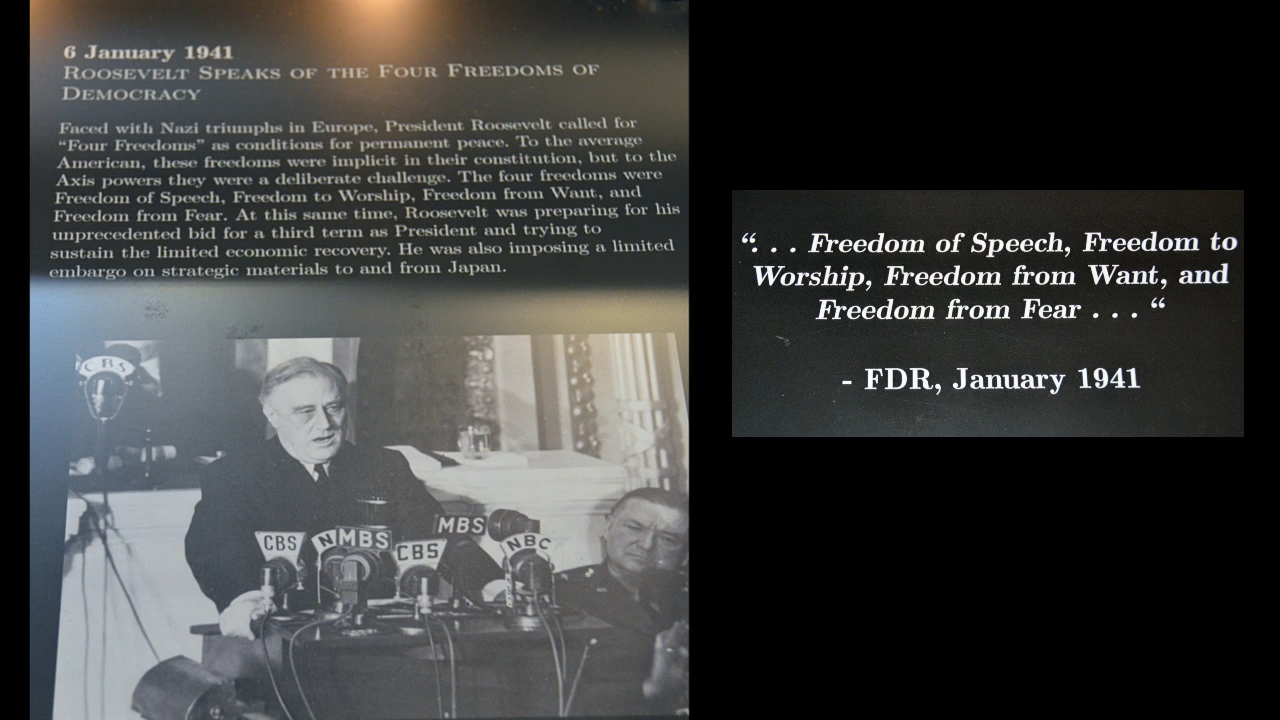 6 January 1941
ROOSEVELT SPEAKS OF THE FOUR FREEDOMS OF
DEMOCRACY
Faced with Nazi triumphs in Europe, President Roosevelt called for
“Four Freedoms” as conditions for permanent peace. To the average
American, these freedoms were implicit in their constitution, but to the
Axis powers they were a deliberate challenge. The four freedoms were
Freedom of Speech, Freedom to Worship, Freedom from Want, and
Freedom from Fear. At this same time, Roosevelt was preparing for his
unprecedented bid for a third term as President and trying to
sustain the limited economic recovery. He was also imposing a limited
embargo on strategic materials to and from Japan.
CBS
MBS
CBS
N
MBS
CBS
NBC
“. . . Freedom of Speech, Freedom to
Worship, Freedom from Want, and
Freedom from Fear . . . “
- FDR, January 1941